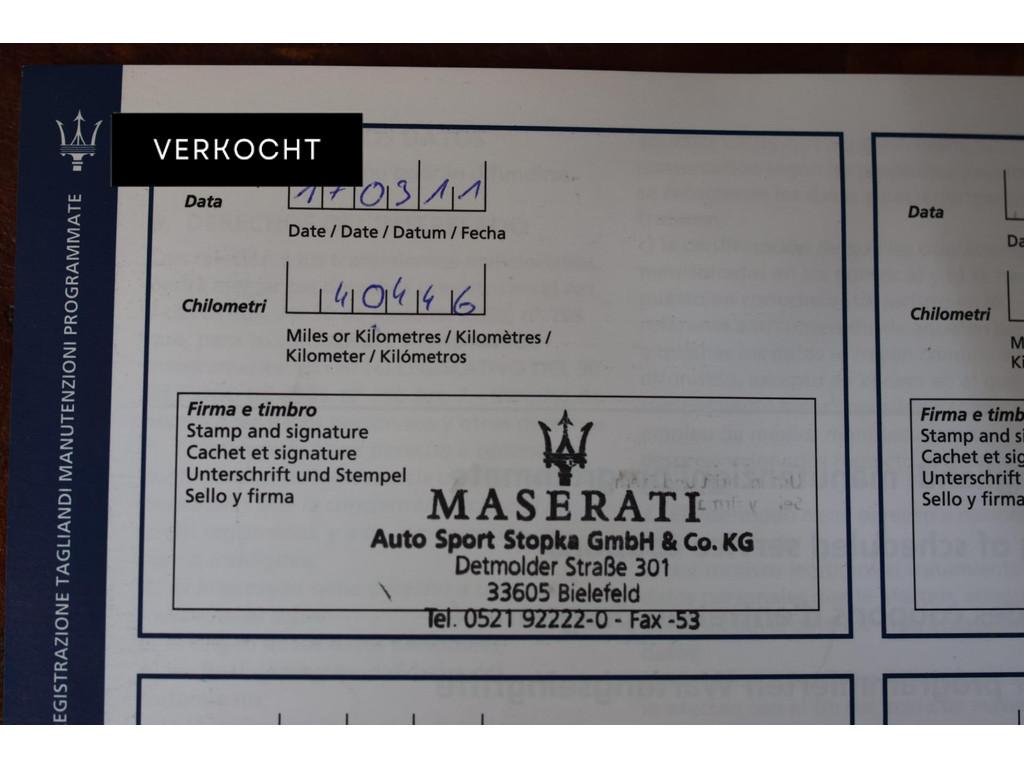 VERKOCHT
Data
170311
Date / Date / Datum / Fecha
Chilometri
40446
Miles or Kilometres / Kilomètres /
Kilometer / Kilómetros
Firma e timbro
Stamp and signature
Cachet et signature
Unterschrift und Stempel
Sello y firma
MASERATI
Auto Sport Stopka GmbH & Co. KG
Detmolder Straße 301
33605 Bielefeld
Tel. 0521 92222-0 - Fax -53
Data
Da
Chilometri
M
Ki
Firma e timb
Stamp and si
Cachet et sig
Unterschrift
Sello y firma
EGISTRAZIONE TAGLIANDI MANUTENZIONI PROGRAMMATE